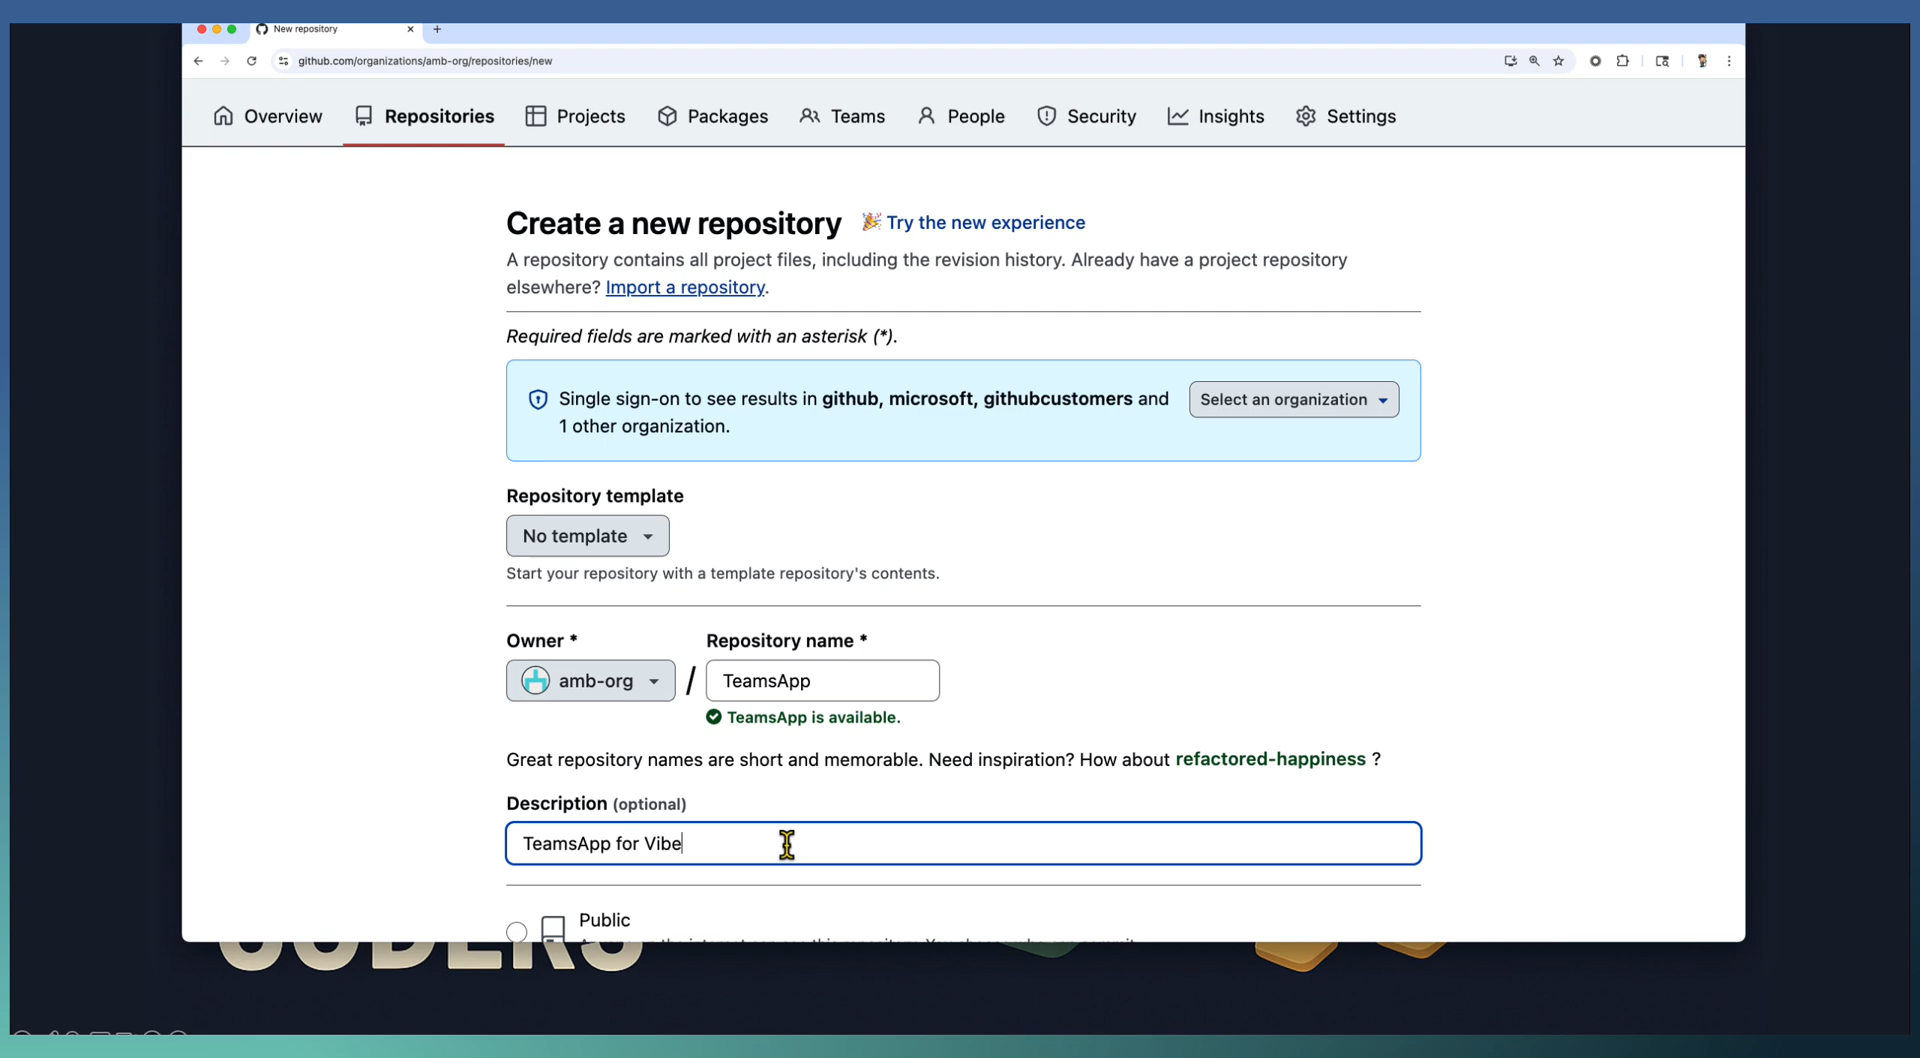 New repository
github.com/organizations/amb-org/repositories/new
Overview Repositories Projects Packages Teams People Security Insights Settings
Create a new repository 🎉 Try the new experience
A repository contains all project files, including the revision history. Already have a project repository
elsewhere? Import a repository.
Required fields are marked with an asterisk (*).
Single sign-on to see results in github, microsoft, githubcustomers and
1 other organization.
Select an organization
Repository template
No template
Start your repository with a template repository's contents.
Owner * Repository name *
amb-org / TeamsApp
TeamsApp is available.
Great repository names are short and memorable. Need inspiration? How about refactored-happiness ?
Description (optional)
TeamsApp for Vibe
Public
CODERS